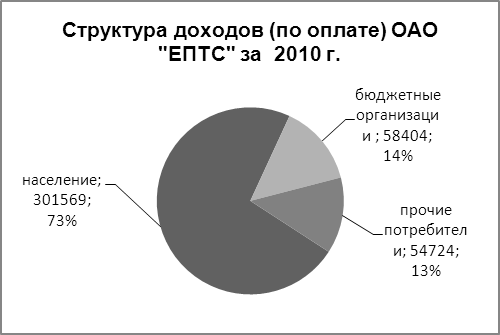 Структура доходов (по оплате) ОАО
"ЕПТС" за 2010 г.
бюджетные
организаци
и ; 58404;
14%
население;
301569;
73%
прочие
потребител
и; 54724;
13%